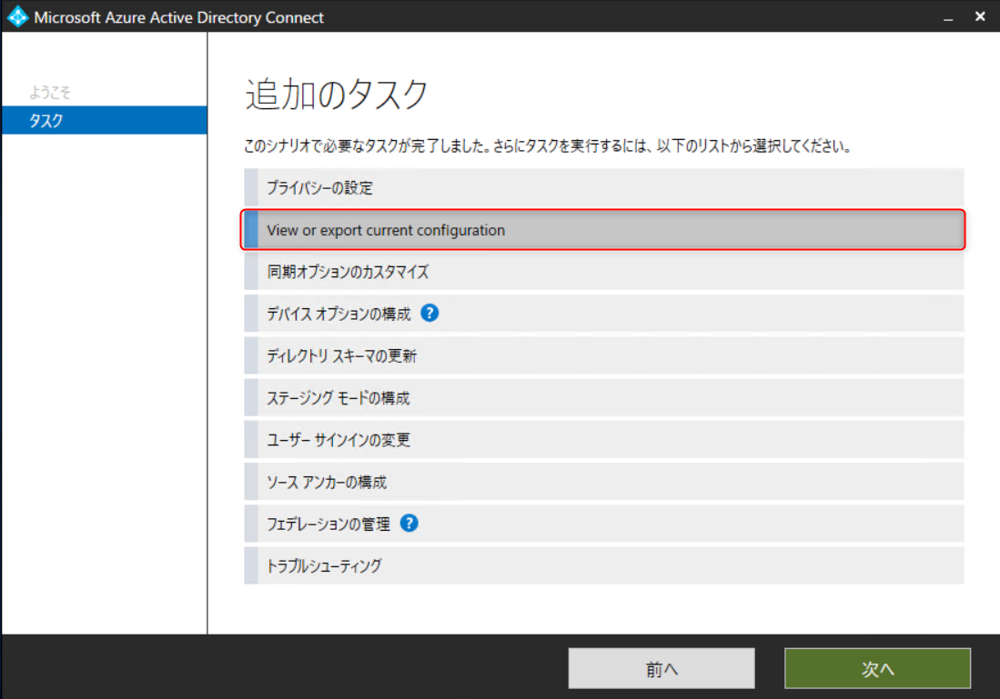 Microsoft Azure Active Directory Connect
ようこそ
タスク
追加のタスク
このシナリオで必要なタスクが完了しました。さらにタスクを実行するには、以下のリストから選択してください。
プライバシーの設定
View or export current configuration
同期オプションのカスタマイズ
デバイス オプションの構成 ?
ディレクトリ スキーマの更新
ステージング モードの構成
ユーザー サインインの変更
ソース アンカーの構成
フェデレーションの管理 ?
トラブルシューティング
前へ
次へ